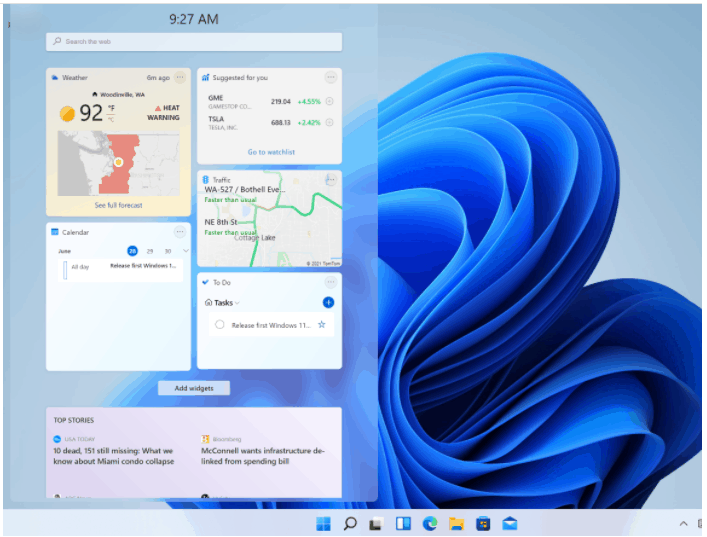 9:27 AM
Search the web
Weather
6m ago
Woodinville, WA
92 °F
°C
HEAT
WARNING
See full forecast
Suggested for you
GME
GAMESTOP CO...
219.04 +4.55%
TSLA
TESLA, INC.
688.13 +2.42%
Go to watchlist
Traffic
WA-527 / Bothell Eve...
Faster than usual
NE 8th St
Faster than usual
Cottage Lake
© 2021 TomTom
Calendar
June
28 29 30
All day
Release first Windows 1...
To Do
Tasks
Release first Windows 11...
Add widgets
TOP STORIES
USA TODAY
10 dead, 151 still missing: What we
know about Miami condo collapse
Bloomberg
McConnell wants infrastructure de-
linked from spending bill